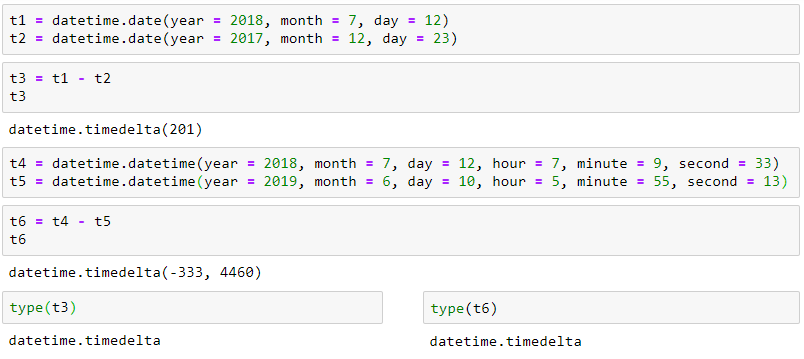 t1 = datetime.date(year = 2018, month = 7, day = 12)
t2 = datetime.date(year = 2017, month = 12, day = 23)
t3 = t1 - t2
t3
datetime.timedelta(201)
t4 = datetime.datetime(year = 2018, month = 7, day = 12, hour = 7, minute = 9, second = 33)
t5 = datetime.datetime(year = 2019, month = 6, day = 10, hour = 5, minute = 55, second = 13)
t6 = t4 - t5
t6
datetime.timedelta(-333, 4460)
type(t3)
datetime.timedelta
type(t6)
datetime.timedelta